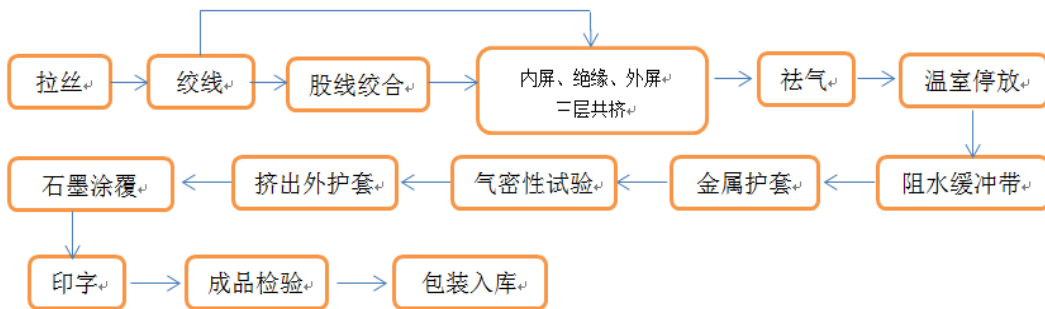 拉丝
绞线
股线绞合
内屏、绝缘、外屏
三层共挤
祛气
温室停放
阻水缓冲带
金属护套
气密性试验
挤出外护套
石墨涂覆
印字
成品检验
包装入库